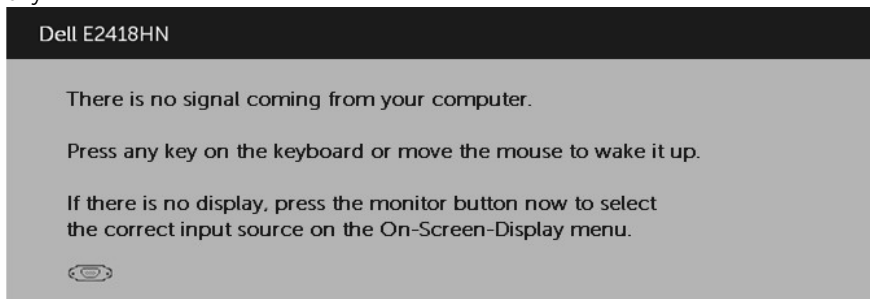 Dell E2418HN
There is no signal coming from your computer.
Press any key on the keyboard or move the mouse to wake it up.
If there is no display, press the monitor button now to select
the correct input source on the On-Screen-Display menu.